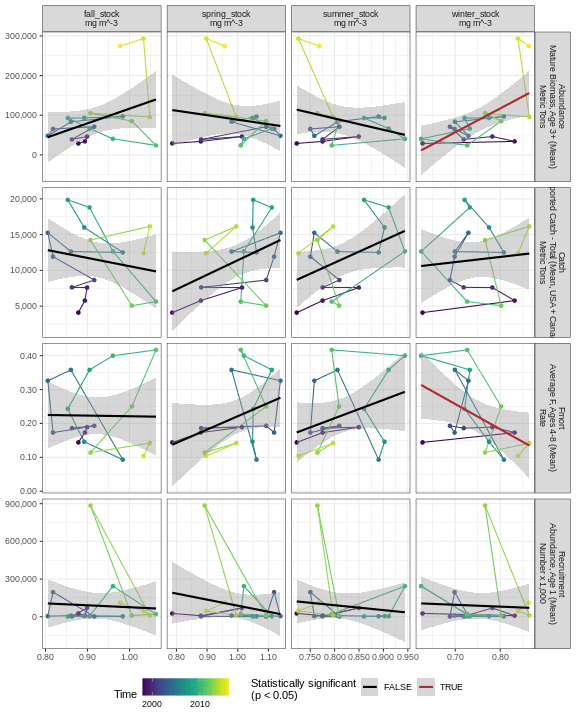 fall_stock
mg m^-3
spring_stock
mg m^-3
summer_stock
mg m^-3
winter_stock
mg m^-3
300,000
200,000
100,000
0
Abundance
Mature Biomass, Age 3+ (Mean)
Metric Tons
20,000
15,000
10,000
5,000
Catch
ported Catch - Total (Mean, USA + Cana
Metric Tons
0.40
0.30
0.20
0.10
0.00
Fmort
Average F, Ages 4-8 (Mean)
Rate
900,000
600,000
300,000
0
Recruitment
Abundance, Age 1 (Mean)
Number x 1,000
0.80 0.90 1.00
0.80 0.90 1.00 1.10
0.750 0.800 0.850 0.900 0.950
0.70 0.80
Time
2000 2010
Statistically significant
(p < 0.05)
FALSE
TRUE